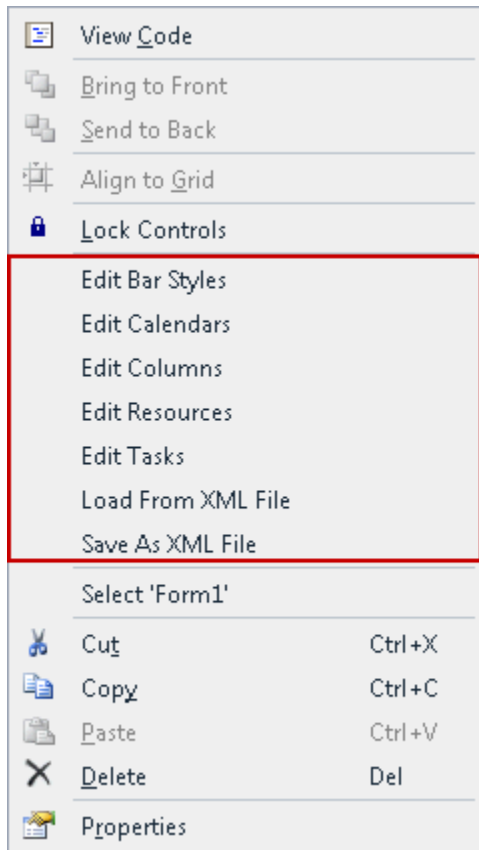 View Code
Bring to Front
Send to Back
Align to Grid
Lock Controls
Edit Bar Styles
Edit Calendars
Edit Columns
Edit Resources
Edit Tasks
Load From XML File
Save As XML File
Select 'Form1'
Cut Ctrl+X
Copy Ctrl+C
Paste Ctrl+V
Delete Del
Properties